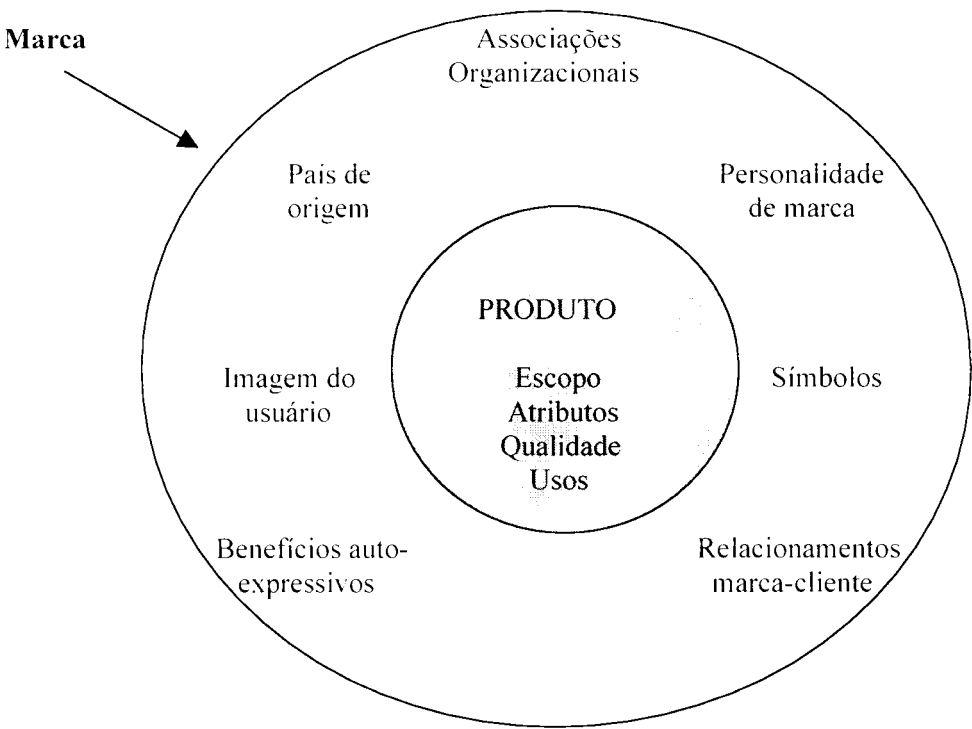 Marca
Associações
Organizacionais
País de
origem
Personalidade
de marca
PRODUTO
Escopo
Atributos
Qualidade
Usos
Imagem do
usuário
Símbolos
Benefícios auto-
expressivos
Relacionamentos
marca-cliente